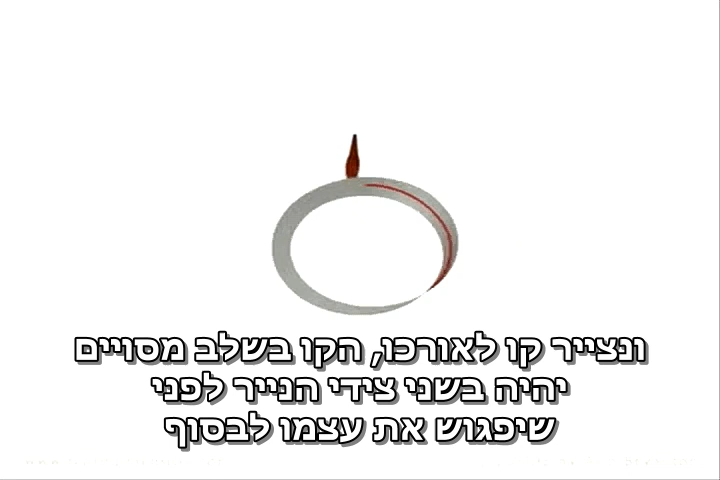 ונצייר קו לאורכו, הקו בשלב מסויים
יהיה בשני צידי הנייר לפני
שיפגוש את עצמו לבסוף